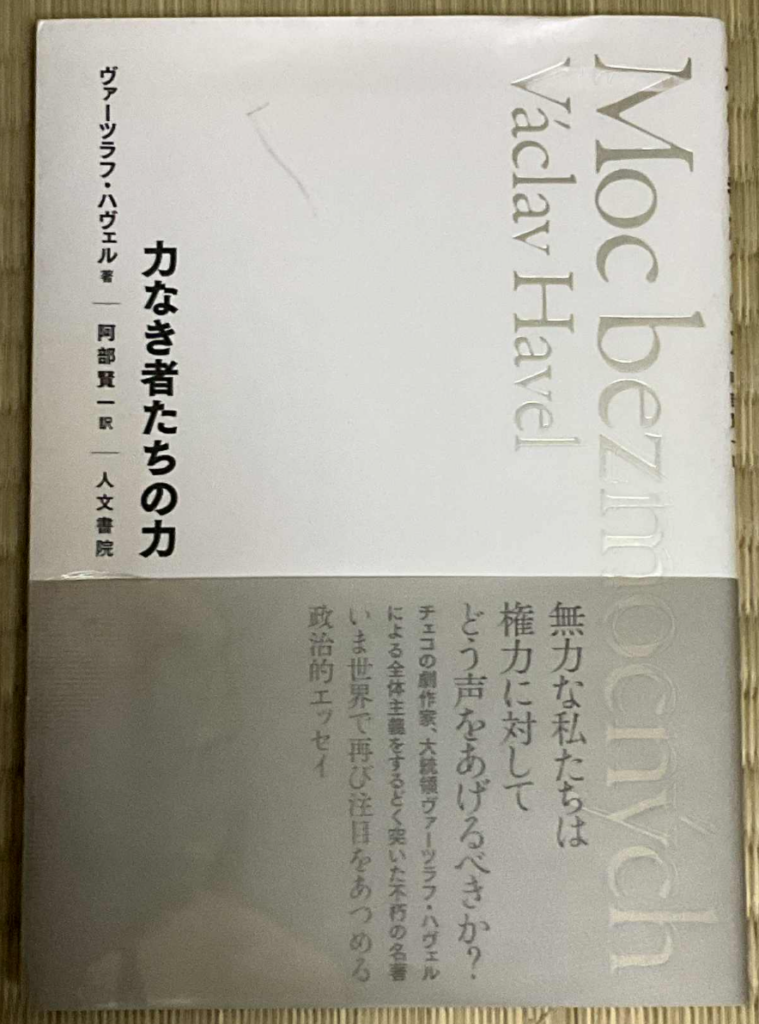 Moc bezmocných
Václav Havel
力なき者たちの力
ヴァーツラフ・ハヴェル 著 ― 阿部賢一 訳 ― 人文書院
無力な私たちは
権力に対して
どう声をあげるべきか?
チェコの劇作家、大統領ヴァーツラフ・ハヴェル
による全体主義をするどく突いた不朽の名著
いま世界で再び注目をあつめる
政治的エッセイ